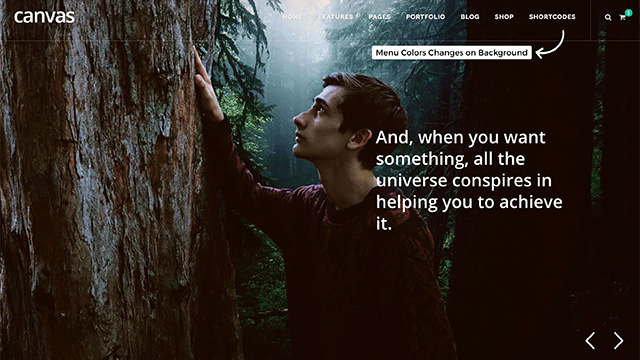 canvas
HOME FEATURES PAGES PORTFOLIO BLOG SHOP SHORTCODES
Menu Colors Changes on Background
And, when you want
something, all the
universe conspires in
helping you to achieve
it.